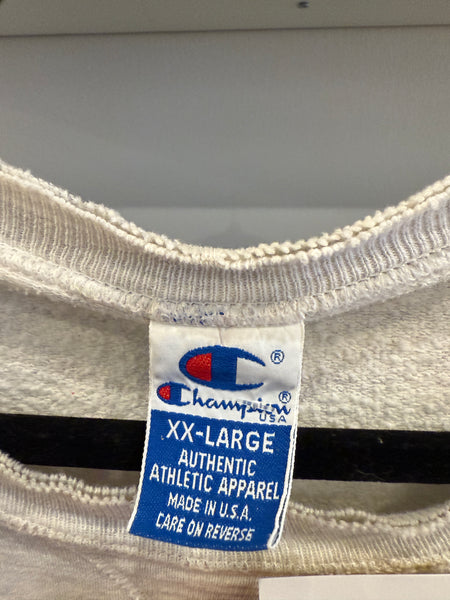 ®
Champion®
USA
XX-LARGE
AUTHENTIC
ATHLETIC APPAREL
MADE IN U.S.A.
CARE ON REVERSE